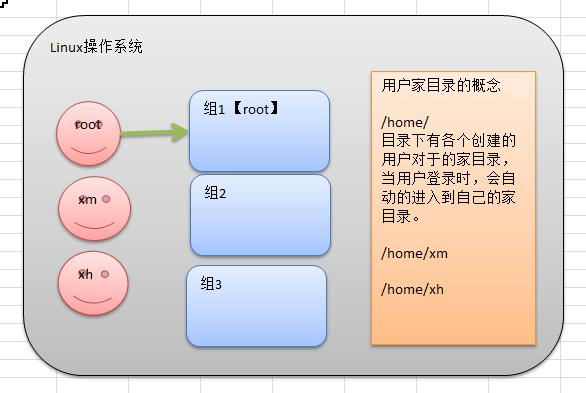 Linux操作系统
root
xm
xh
组1【root】
组2
组3
用户家目录的概念
/home/
目录下有各个创建的
用户对于的家目录，
当用户登录时，会自
动的进入到自己的家
目录。
/home/xm
/home/xh